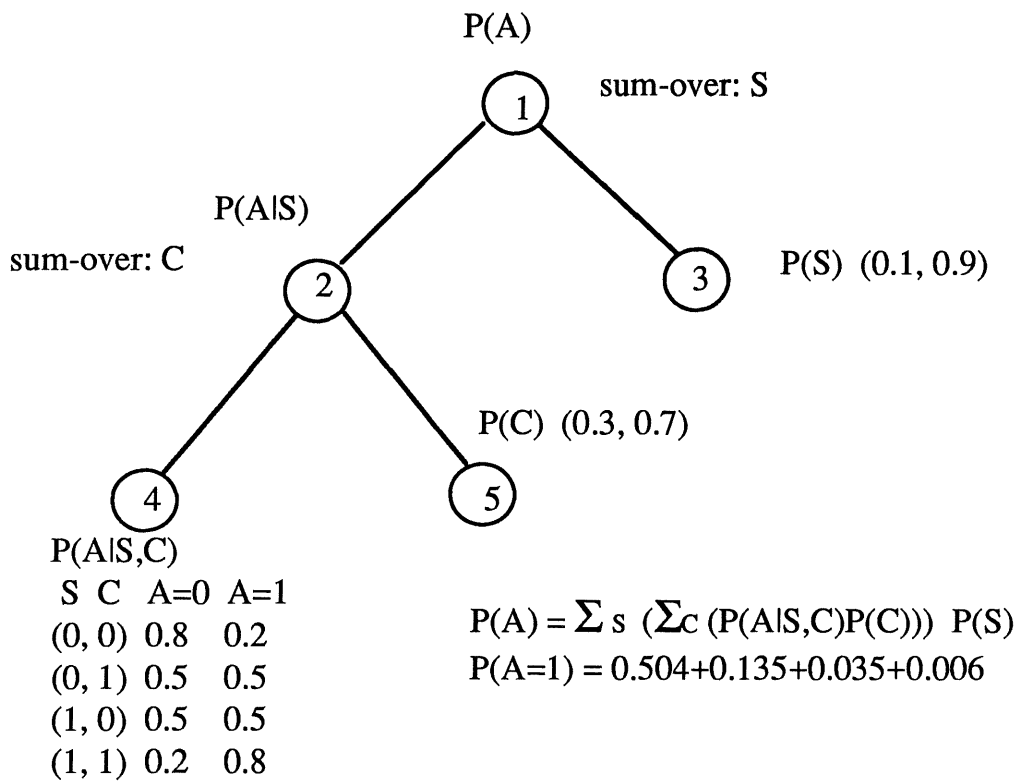 P(A)
sum-over: S
1
P(A|S)
sum-over: C
2
3
P(S) (0.1, 0.9)
P(C) (0.3, 0.7)
4
5
P(A|S,C)
S C A=0 A=1
(0, 0) 0.8 0.2
(0, 1) 0.5 0.5
(1, 0) 0.5 0.5
(1, 1) 0.2 0.8
P(A) = Σ S (ΣC (P(A|S,C)P(C))) P(S)
P(A=1) = 0.504+0.135+0.035+0.006